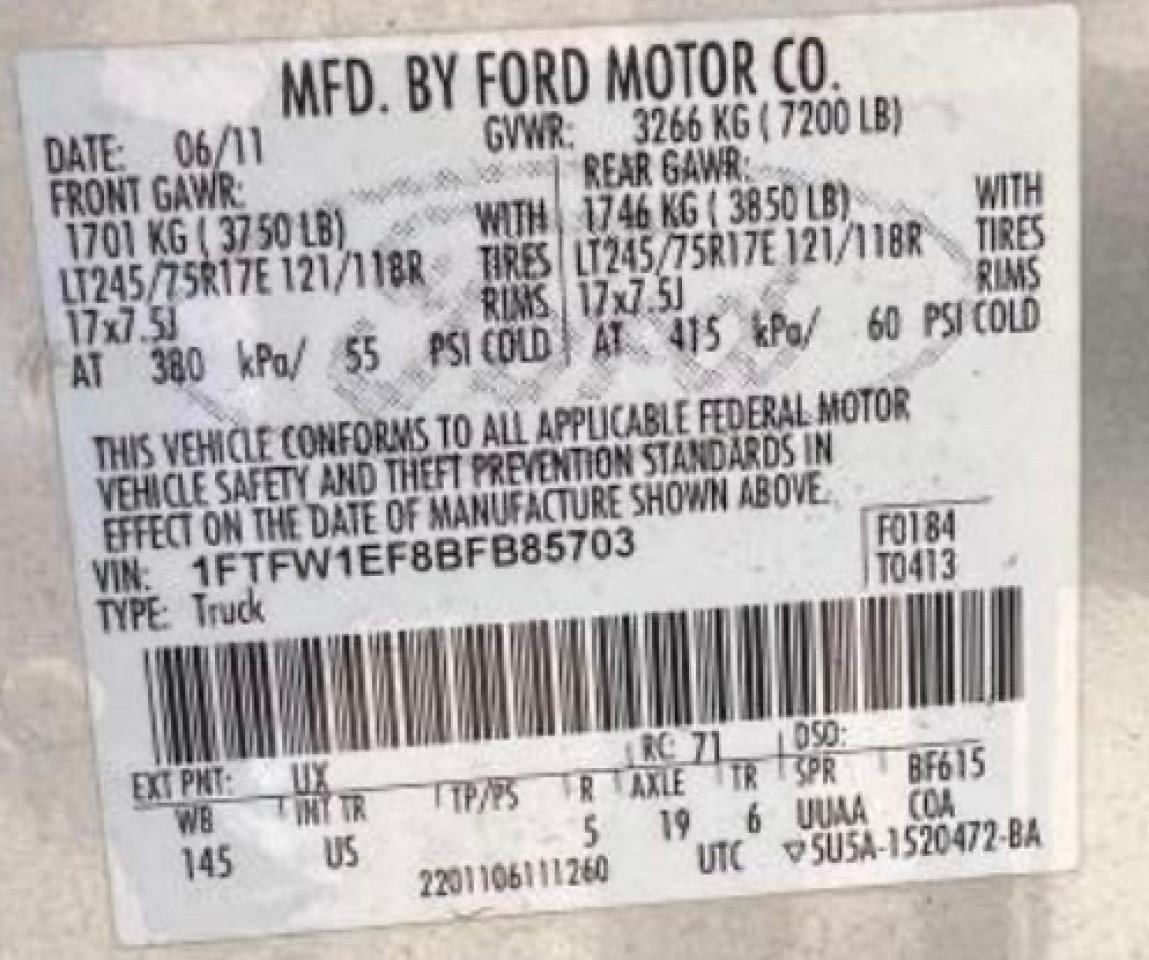 MFD. BY FORD MOTOR CO.
DATE: 06/11 GVWR: 3266 KG ( 7200 LB)
FRONT GAWR: REAR GAWR:
1701 KG ( 3750 LB) WITH 1746 KG ( 3850 LB) WITH
LT245/75R17E 121/118R TIRES LT245/75R17E 121/118R TIRES
17x7.5J RIMS 17x7.5J RIMS
AT 380 kPa/ 55 PSI COLD AT 415 kPa/ 60 PSI COLD
THIS VEHICLE CONFORMS TO ALL APPLICABLE FEDERAL MOTOR
VEHICLE SAFETY AND THEFT PREVENTION STANDARDS IN
EFFECT ON THE DATE OF MANUFACTURE SHOWN ABOVE.
VIN: 1FTFW1EF8BFB85703 F0184
TYPE: Truck T0413
EXT PNT: UX RC: 71 DSO:
WB INT TR TP/PS R AXLE TR SPR BF615
145 US 5 19 6 UUAA COA
2201106111260 UTC ▽5U5A-1520472-BA